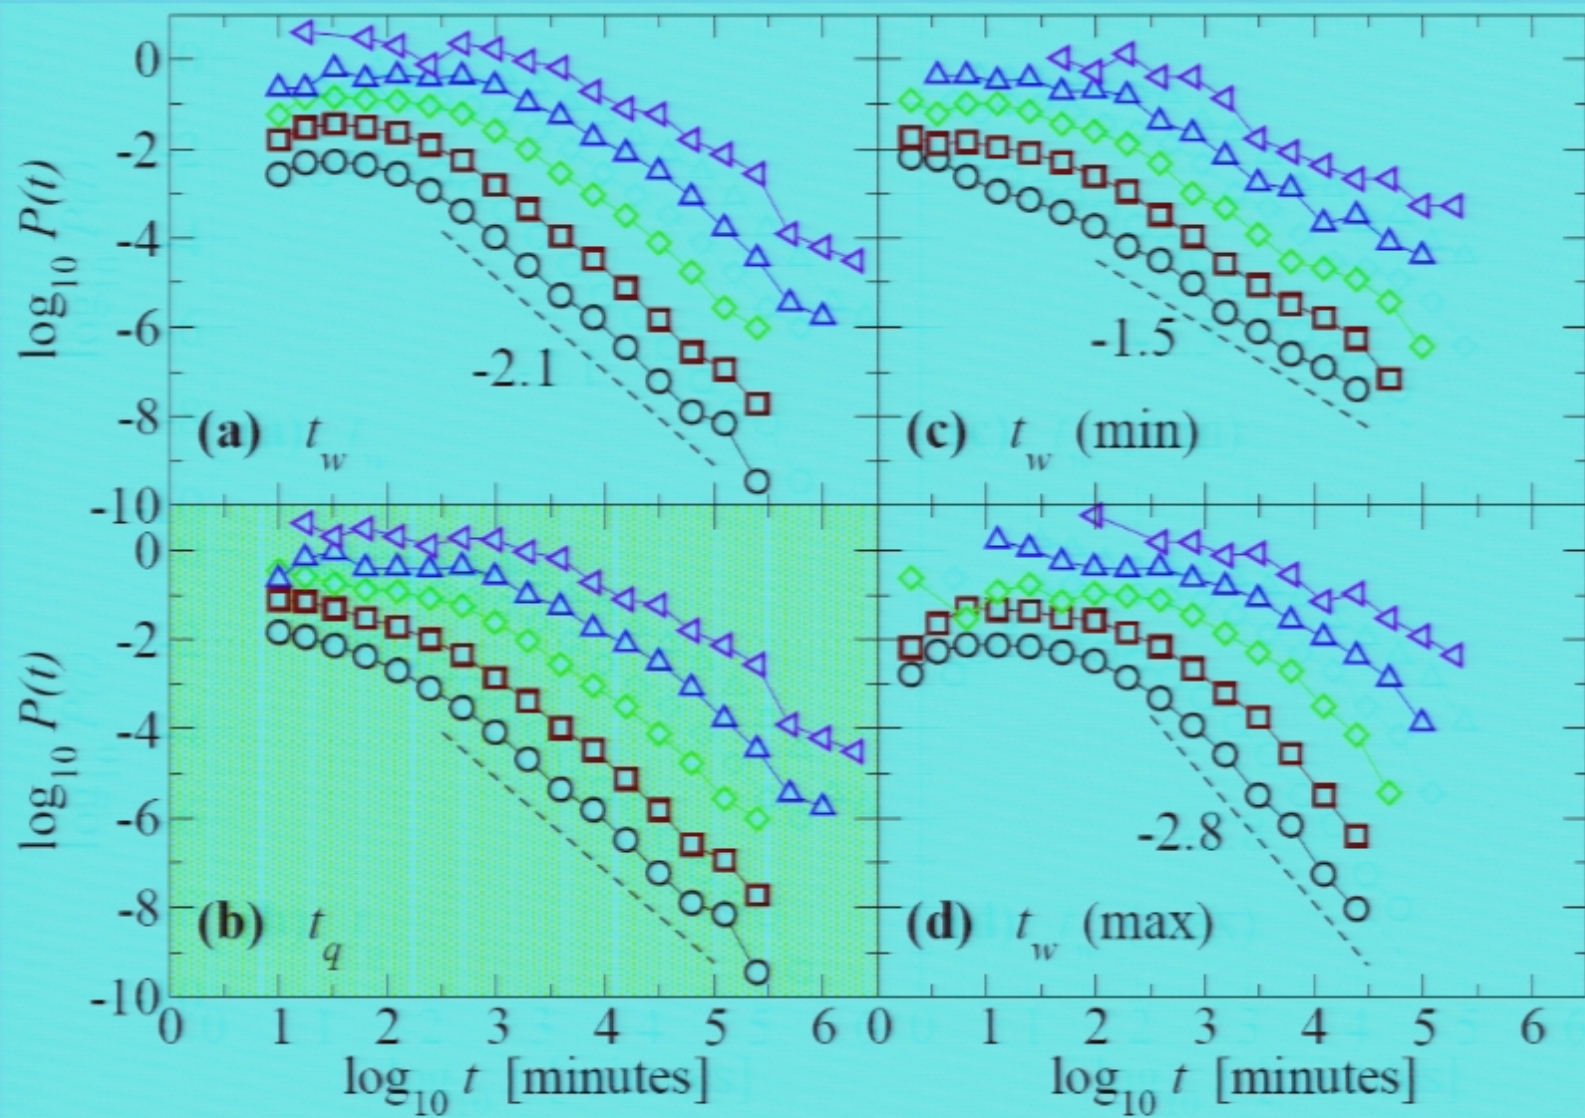 0
-2
-4
-6
-8
-10
log10 P(t)
-2.1
(a) tw
-1.5
(c) tw (min)
0
-2
-4
-6
-8
-10
log10 P(t)
(b) tq
-2.8
(d) tw (max)
0 1 2 3 4 5 6 0 1 2 3 4 5 6
log10 t [minutes] log10 t [minutes]